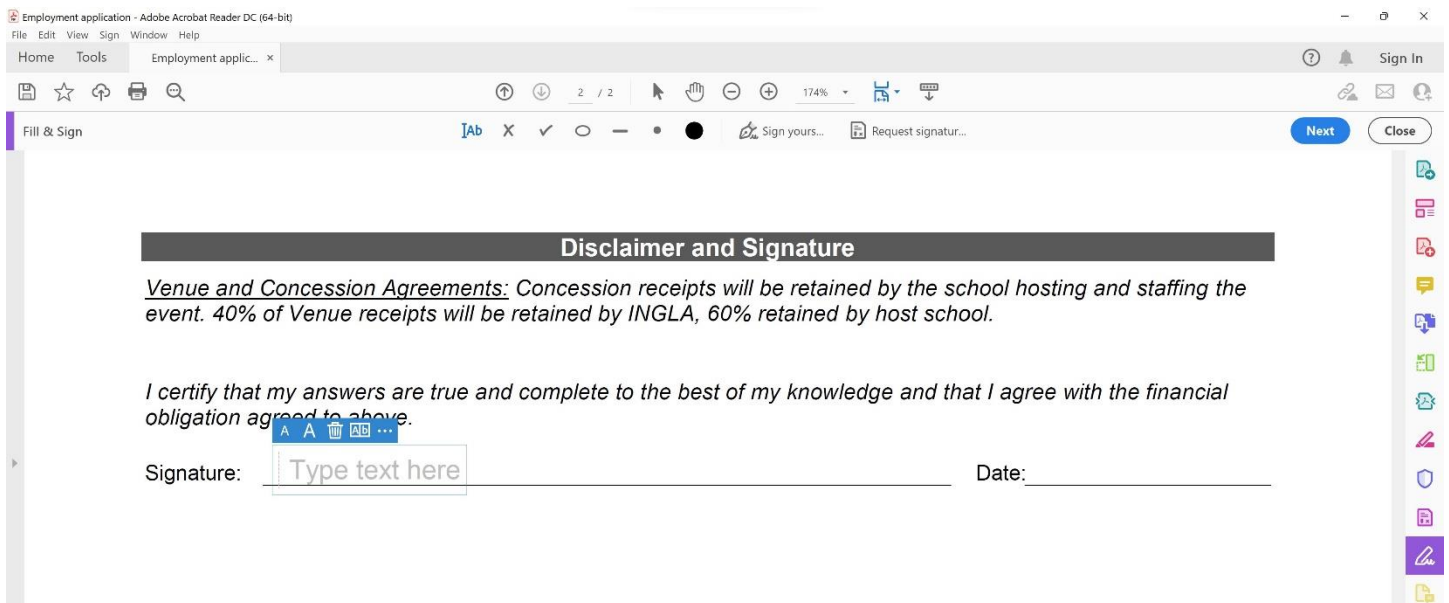 Employment application - Adobe Acrobat Reader DC (64-bit)
File Edit View Sign Window Help
Home Tools Employment applic... × Sign In
2 / 2 174%
Fill & Sign IAb Sign yours... Request signatur... Next Close
Disclaimer and Signature
Venue and Concession Agreements: Concession receipts will be retained by the school hosting and staffing the
event. 40% of Venue receipts will be retained by INGLA, 60% retained by host school.
I certify that my answers are true and complete to the best of my knowledge and that I agree with the financial
obligation agreed to above.
A A Ab ...
Signature: Type text here Date: